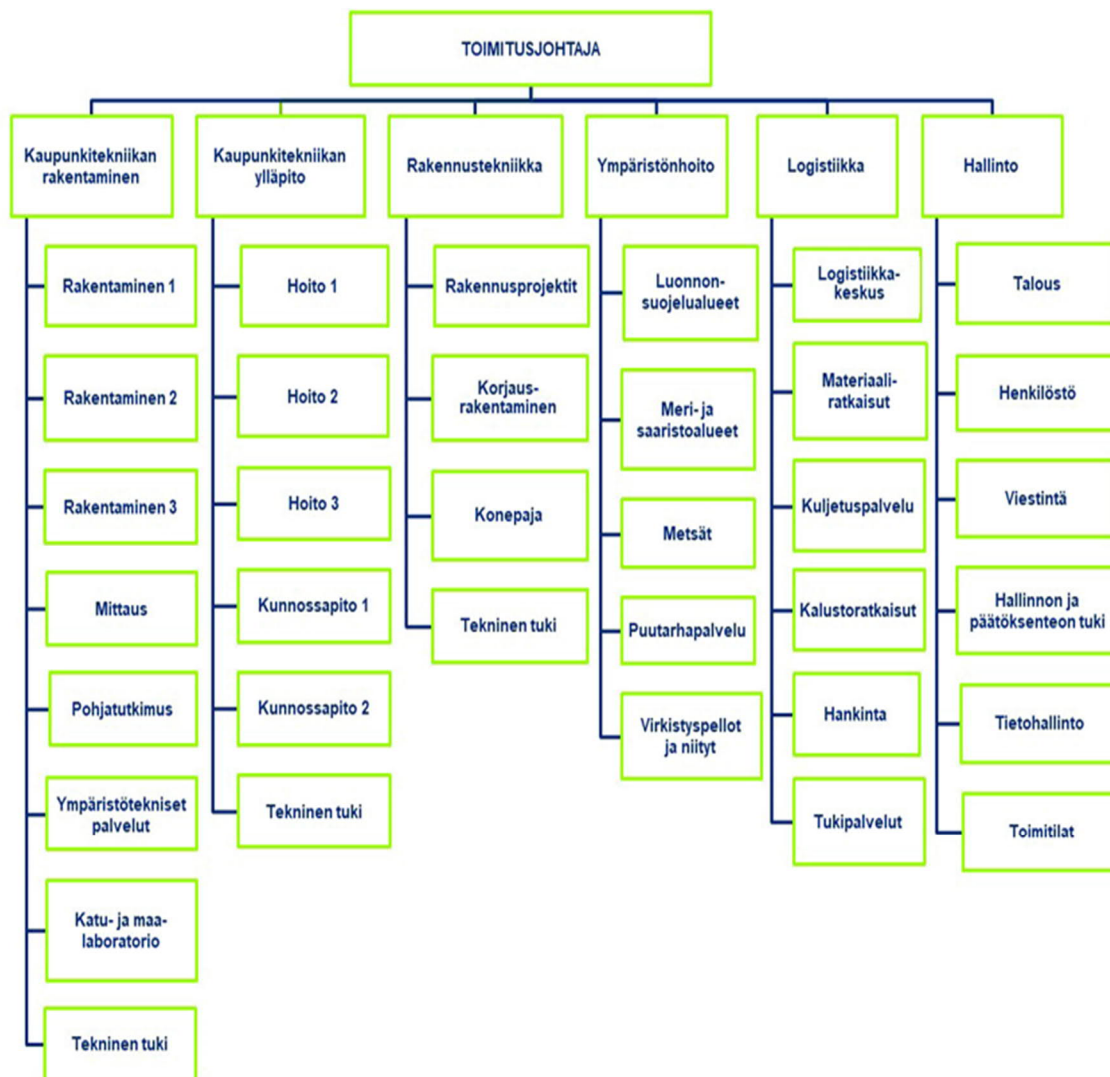 TOIMITUSJOHTAJA
Kaupunkitekniikan
rakentaminen
Rakentaminen 1
Rakentaminen 2
Rakentaminen 3
Mittaus
Pohjatutkimus
Ympäristötekniset
palvelut
Katu- ja maa-
laboratorio
Tekninen tuki
Kaupunkitekniikan
ylläpito
Hoito 1
Hoito 2
Hoito 3
Kunnossapito 1
Kunnossapito 2
Tekninen tuki
Rakennustekniikka
Rakennusprojektit
Korjaus-
rakentaminen
Konepaja
Tekninen tuki
Ympäristönhoito
Luonnon-
suojelualueet
Meri- ja
saaristoalueet
Metsät
Puutarhapalvelu
Virkistyspellot
ja niityt
Logistiikka
Logistiikka-
keskus
Materiaali-
ratkaisut
Kuljetuspalvelu
Kalustoratkaisut
Hankinta
Tukipalvelut
Hallinto
Talous
Henkilöstö
Viestintä
Hallinnon ja
päätöksenteon tuki
Tietohallinto
Toimitilat